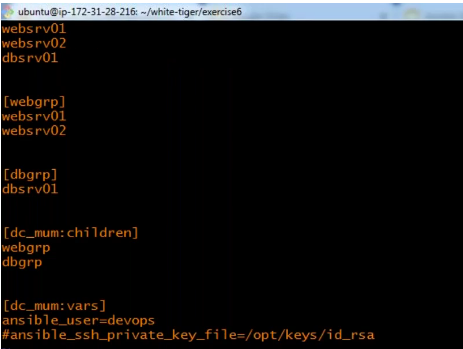 ubuntu@ip-172-31-28-216: ~/white-tiger/exercise6
websrv01
websrv02
dbsrv01
[webgrp]
websrv01
websrv02
[dbgrp]
dbsrv01
[dc_mum:children]
webgrp
dbgrp
[dc_mum:vars]
ansible_user=devops
#ansible_ssh_private_key_file=/opt/keys/id_rsa